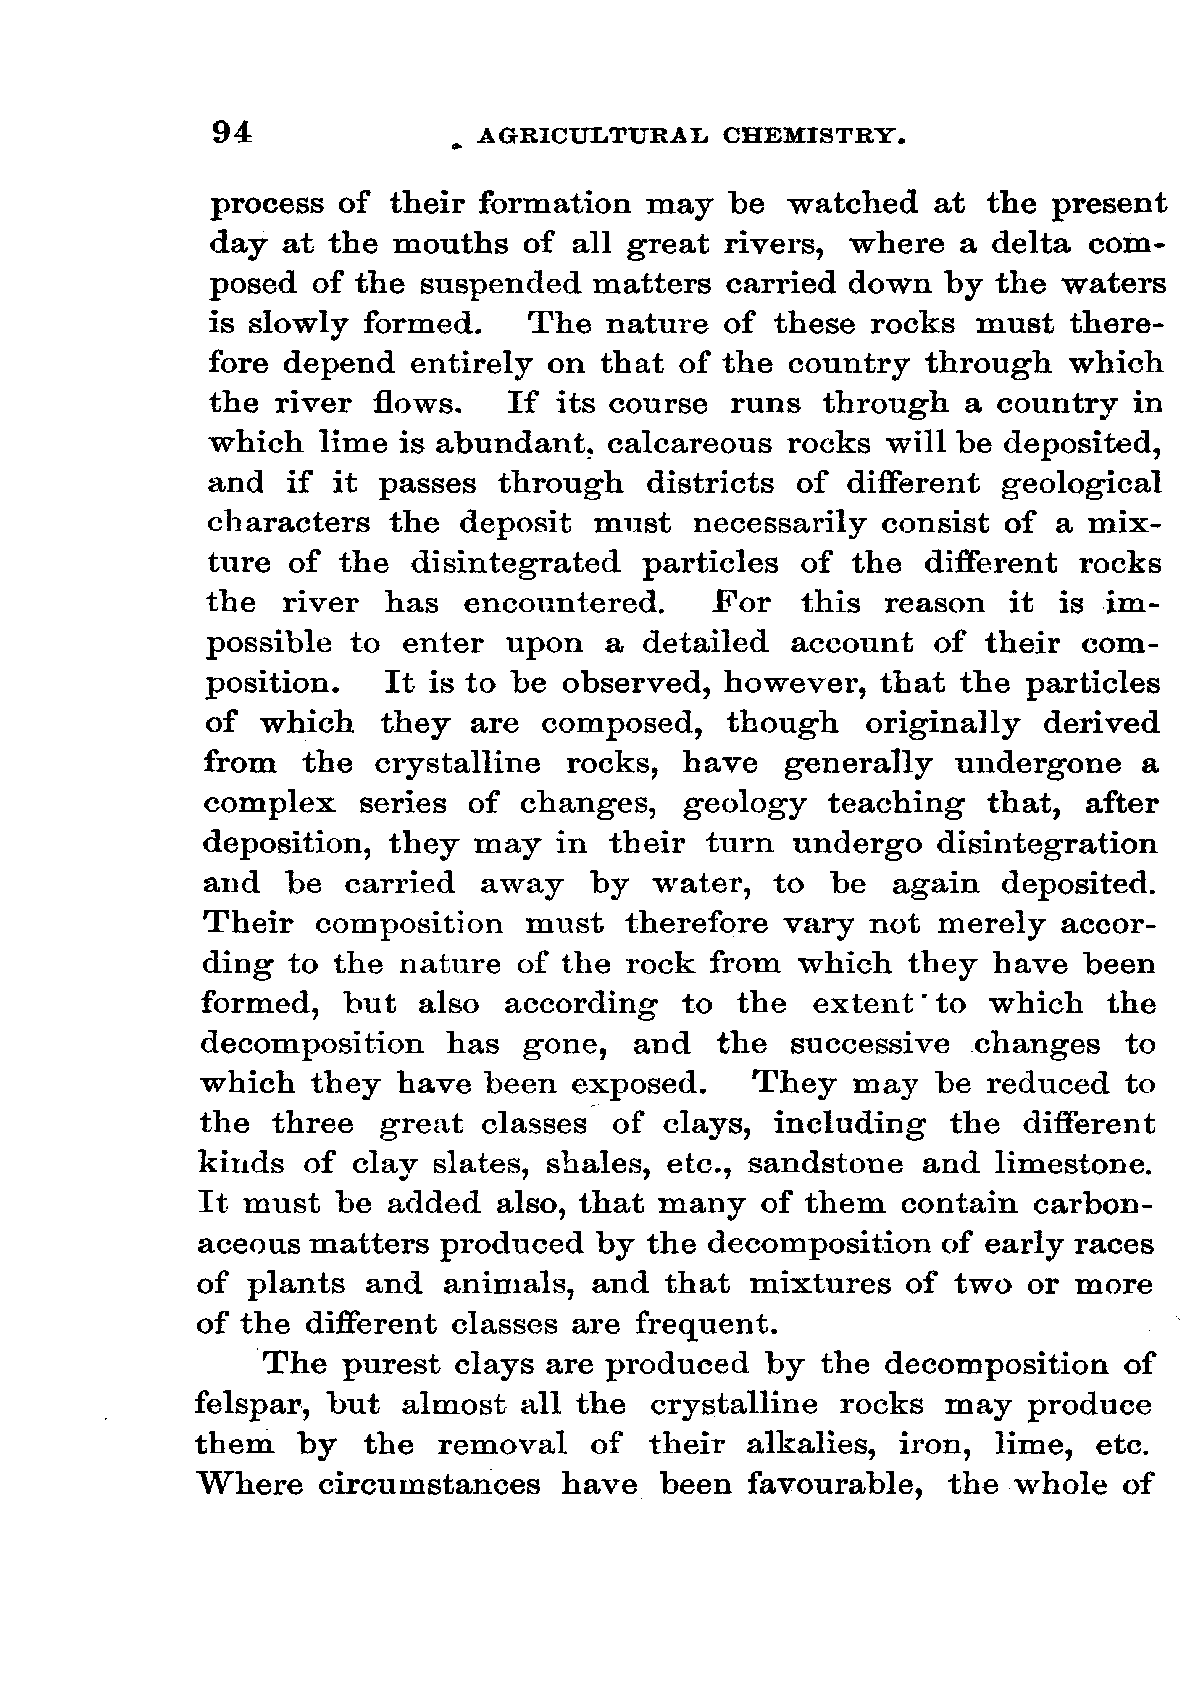 94 AGRICULTURAL CHEMISTRY.
process of their formation may be watched at the present
day at the mouths of all great rivers, where a delta com-
posed of the suspended matters carried down by the waters
is slowly formed. The nature of these rocks must there-
fore depend entirely on that of the country through which
the river flows. If its course runs through a country in
which lime is abundant, calcareous rocks will be deposited,
and if it passes through districts of different geological
characters the deposit must necessarily consist of a mix-
ture of the disintegrated particles of the different rocks
the river has encountered. For this reason it is im-
possible to enter upon a detailed account of their com-
position. It is to be observed, however, that the particles
of which they are composed, though originally derived
from the crystalline rocks, have generally undergone a
complex series of changes, geology teaching that, after
deposition, they may in their turn undergo disintegration
and be carried away by water, to be again deposited.
Their composition must therefore vary not merely accor-
ding to the nature of the rock from which they have been
formed, but also according to the extent to which the
decomposition has gone, and the successive changes to
which they have been exposed. They may be reduced to
the three great classes of clays, including the different
kinds of clay slates, shales, etc., sandstone and limestone.
It must be added also, that many of them contain carbon-
aceous matters produced by the decomposition of early races
of plants and animals, and that mixtures of two or more
of the different classes are frequent.
The purest clays are produced by the decomposition of
felspar, but almost all the crystalline rocks may produce
them by the removal of their alkalies, iron, lime, etc.
Where circumstances have been favourable, the whole of